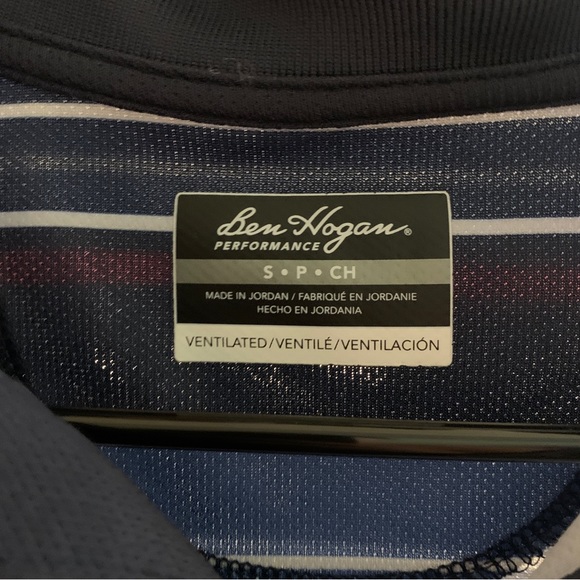 Ben Hogan®
PERFORMANCE
S • P • CH
MADE IN JORDAN / FABRIQUÉ EN JORDANIE
HECHO EN JORDANIA
VENTILATED/VENTILÉ/VENTILACIÓN